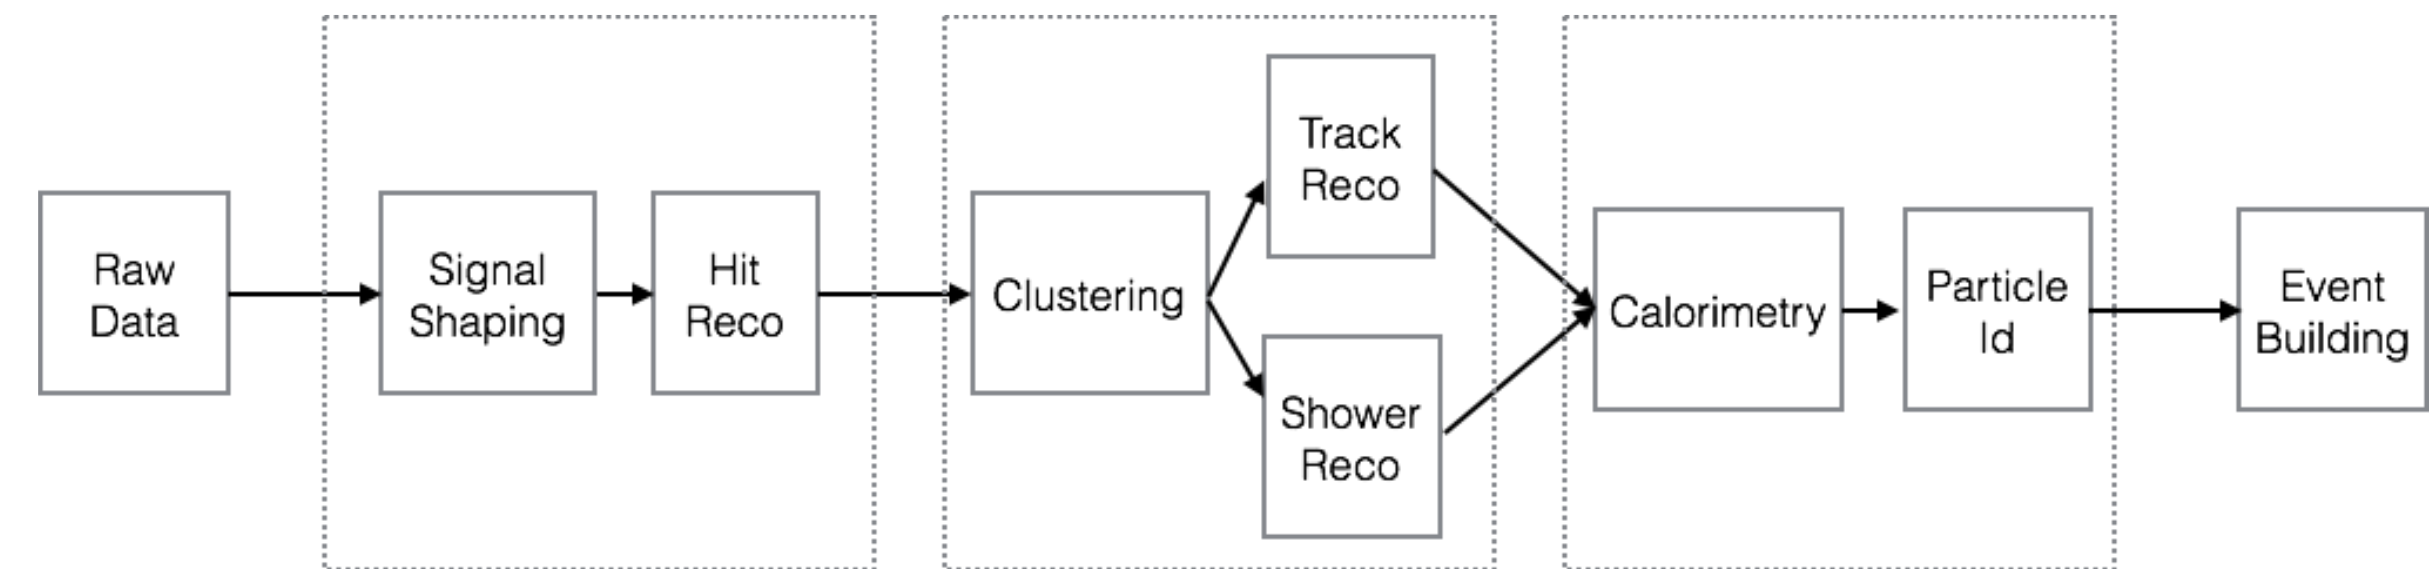 Raw
Data
Signal
Shaping
Hit
Reco
Clustering
Track
Reco
Shower
Reco
Calorimetry
Particle
Id
Event
Building